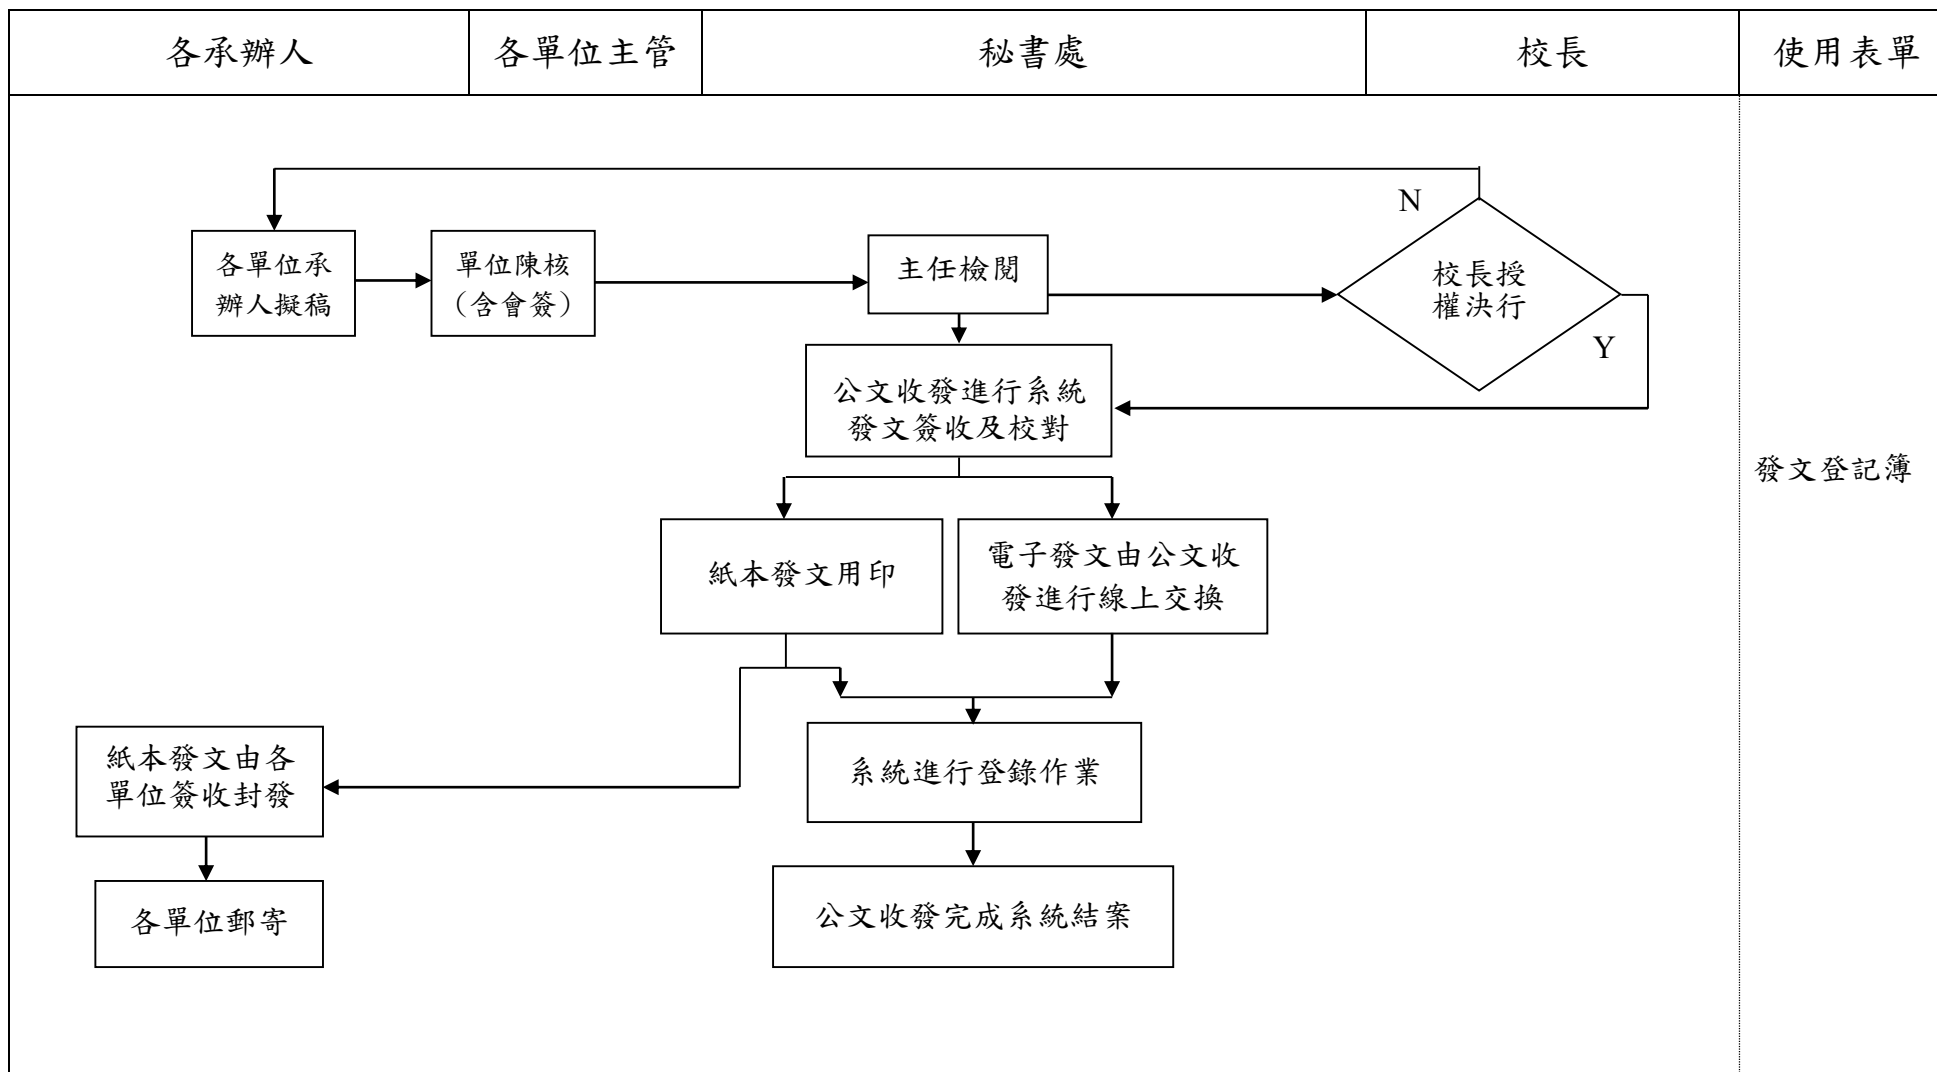 各承辦人
各單位主管
秘書處
校長
使用表單
N
各單位承
辦人擬稿
單位陳核
（含會簽）
主任檢閱
校長授
權決行
Y
公文收發進行系統
發文簽收及校對
發文登記簿
紙本發文用印
電子發文由公文收
發進行線上交換
紙本發文由各
單位簽收封發
系統進行登錄作業
各單位郵寄
公文收發完成系統結案